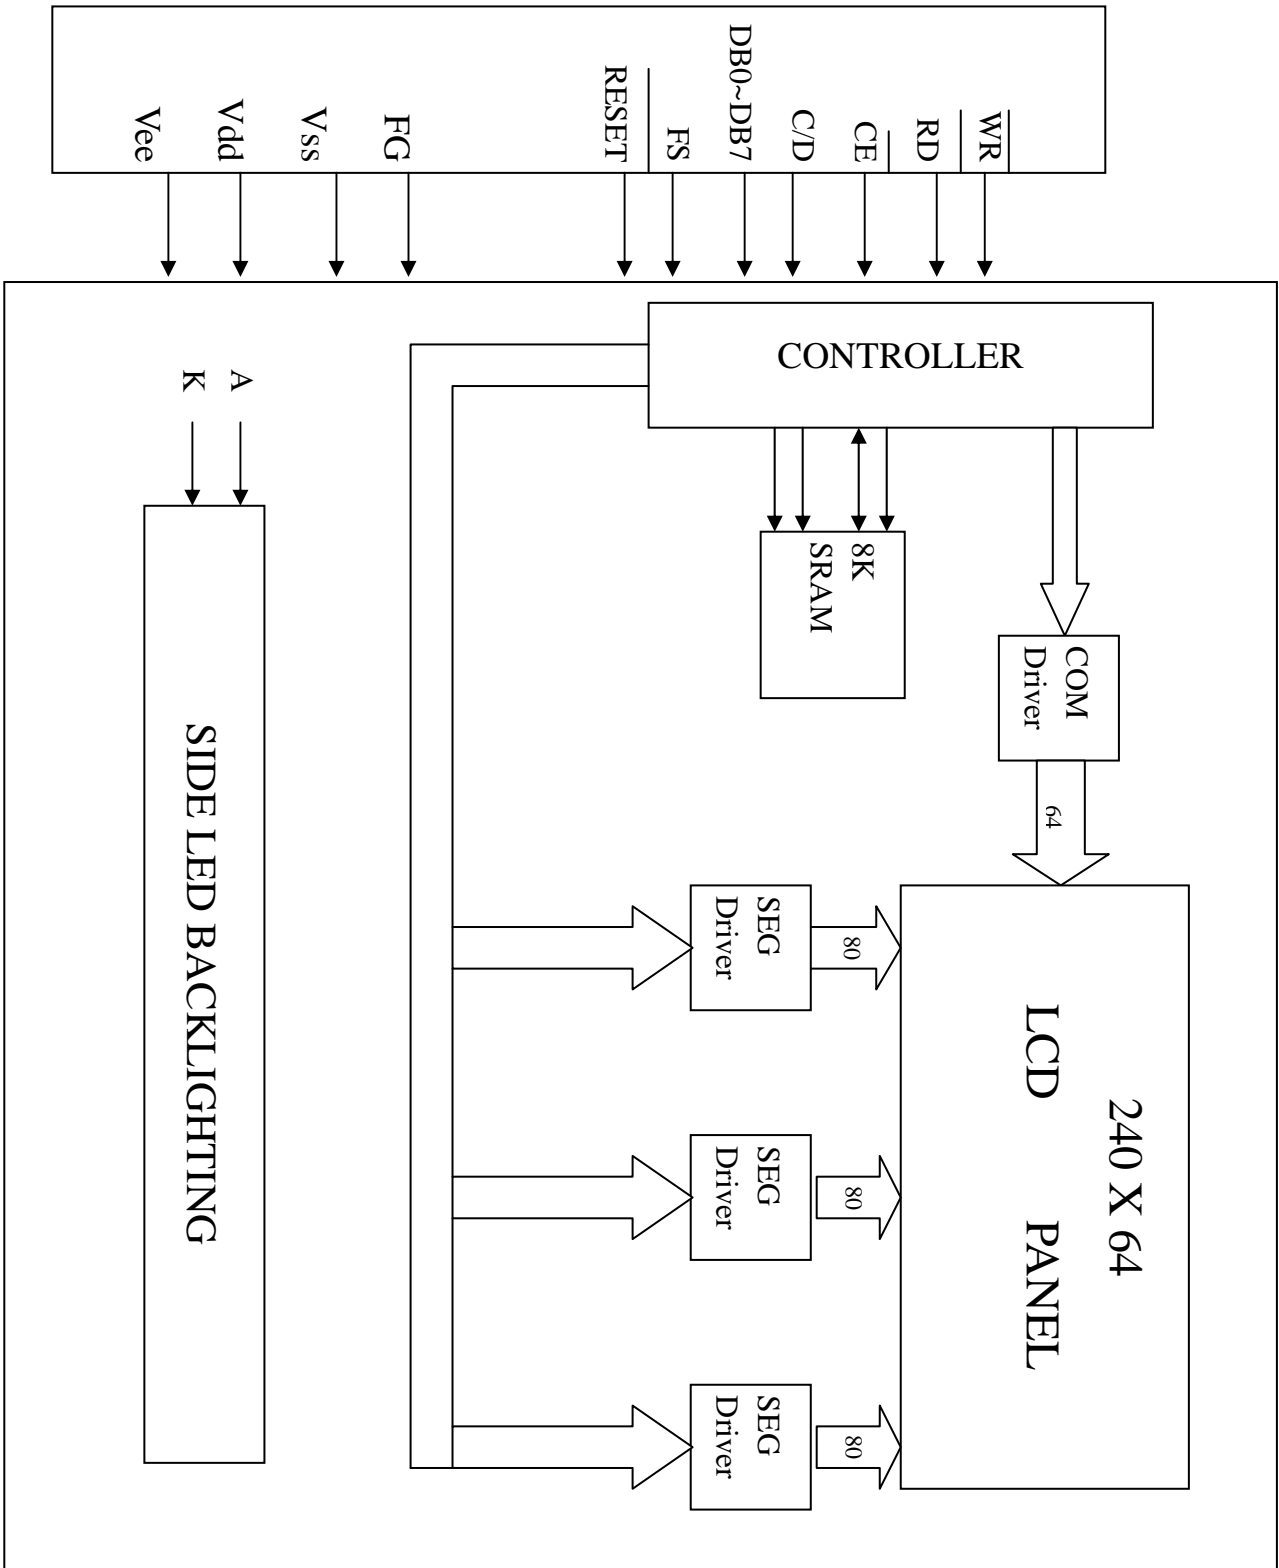 WR
RD
CE
C/D
DB0~DB7
FS
RESET
FG
Vss
Vdd
Vee
CONTROLLER
8K
SRAM
COM
Driver
64
240 X 64
LCD PANEL
SEG
Driver
80
SEG
Driver
80
SEG
Driver
80
A
K
SIDE LED BACKLIGHTING